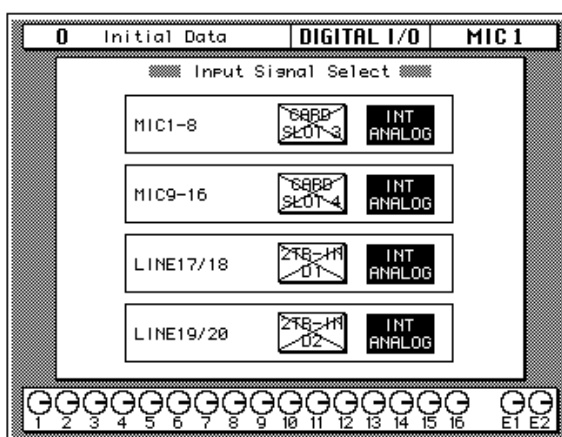 0 Initial Data DIGITAL I/O MIC 1
Input Signal Select
MIC1-8 CARD SLOT-3 INT ANALOG
MIC9-16 CARD SLOT-4 INT ANALOG
LINE17/18 2TR-IN D1 INT ANALOG
LINE19/20 2TR-IN D2 INT ANALOG
1 2 3 4 5 6 7 8 9 10 11 12 13 14 15 16 E1 E2